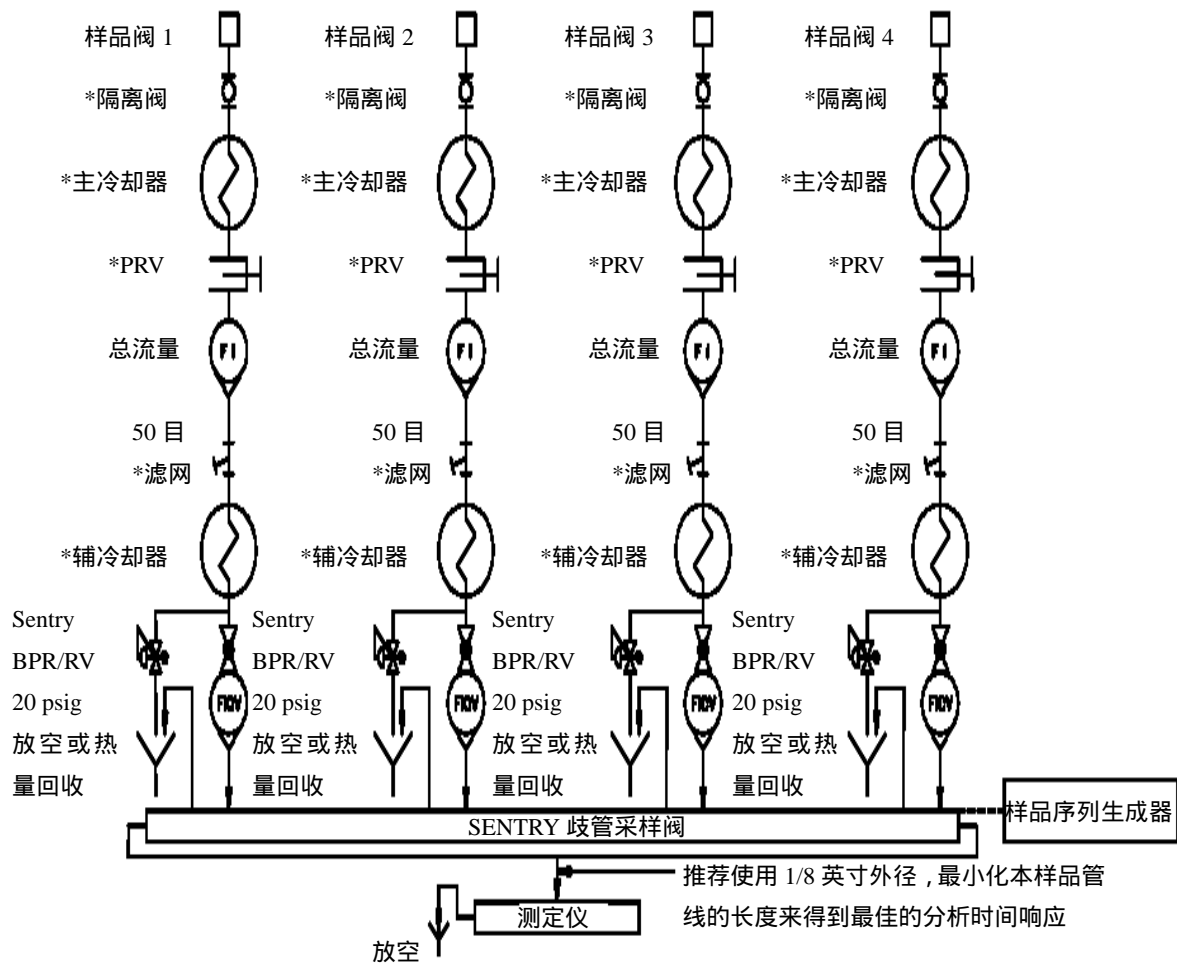 样品阀 1 样品阀 2 样品阀 3 样品阀 4
*隔离阀 *隔离阀 *隔离阀 *隔离阀
*主冷却器 *主冷却器 *主冷却器 *主冷却器
*PRV *PRV *PRV *PRV
总流量 FI 总流量 FI 总流量 FI 总流量 FI
50 目 50 目 50 目 50 目
*滤网 *滤网 *滤网 *滤网
*辅冷却器 *辅冷却器 *辅冷却器 *辅冷却器
Sentry Sentry Sentry Sentry
BPR/RV BPR/RV BPR/RV BPR/RV
20 psig 20 psig 20 psig 20 psig
放空或热 放空或热 放空或热 放空或热
量回收 量回收 量回收 量回收
SENTRY 歧管采样阀
样品序列生成器
推荐使用 1/8 英寸外径，最小化本样品管
线的长度来得到最佳的分析时间响应
测定仪
放空